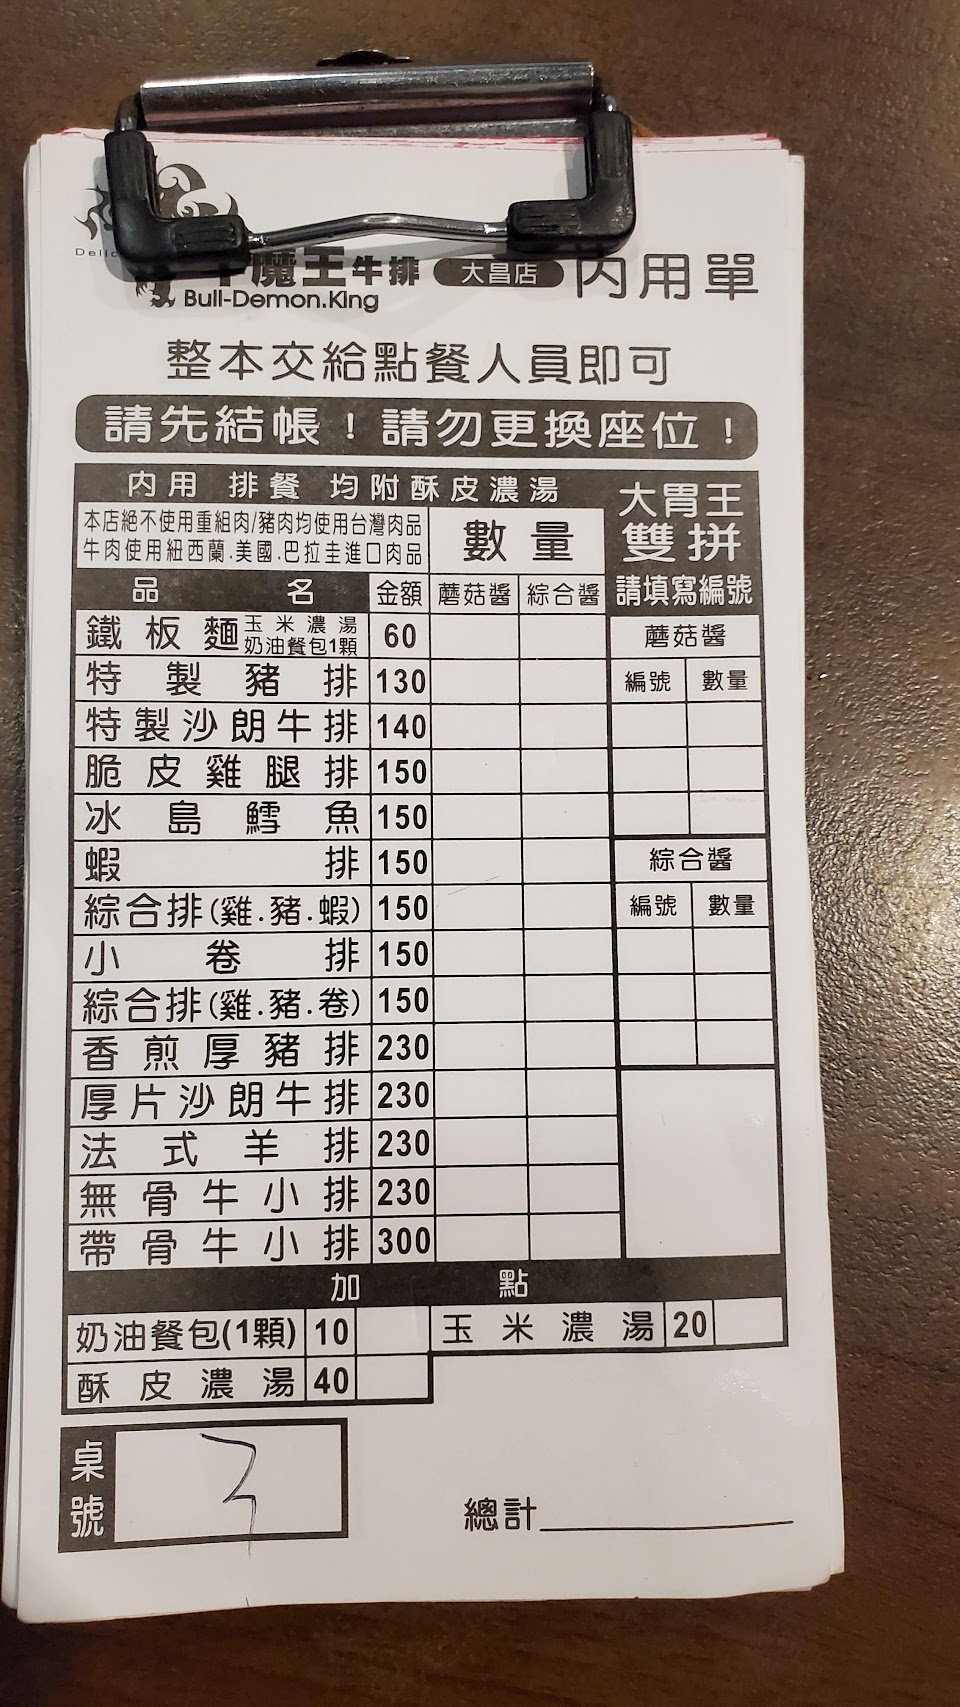 Delic
魔王牛排 大昌店 內用單
Bull-Demon.King
整本交給點餐人員即可
請先結帳！請勿更換座位！
內用 排餐 均附酥皮濃湯
本店絕不使用重組肉/豬肉均使用台灣肉品
牛肉使用紐西蘭.美國.巴拉圭進口肉品
數量
大胃王
雙拼
請填寫編號
品名 金額 蘑菇醬 綜合醬
鐵板麵 玉米濃湯 奶油餐包1顆 60
特製豬排 130
特製沙朗牛排 140
脆皮雞腿排 150
冰島鱈魚 150
蝦排 150
綜合排(雞.豬.蝦) 150
小卷排 150
綜合排(雞.豬.卷) 150
香煎厚豬排 230
厚片沙朗牛排 230
法式羊排 230
無骨牛小排 230
帶骨牛小排 300
蘑菇醬
編號 數量
綜合醬
編號 數量
加點
奶油餐包(1顆) 10 玉米濃湯 20
酥皮濃湯 40
桌號
總計